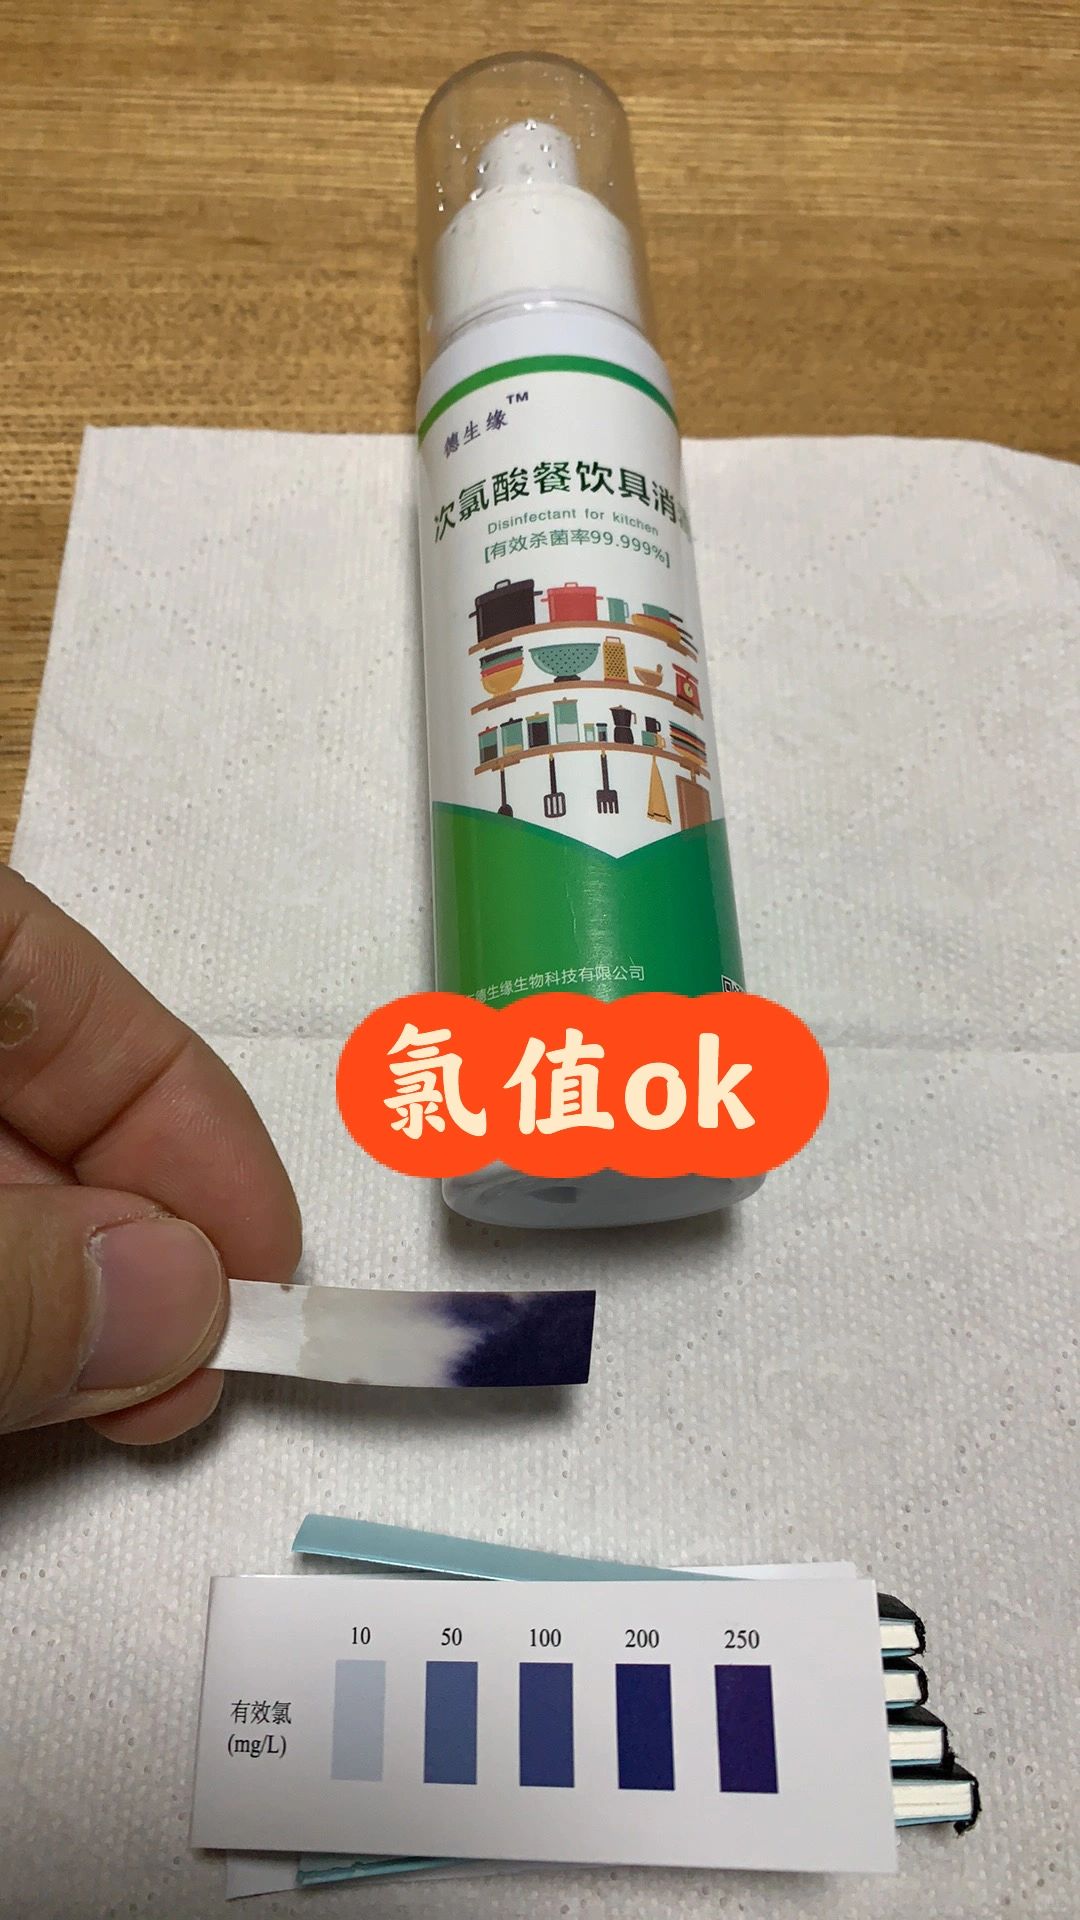 德生缘™
次氯酸餐饮具消毒
Disinfectant for kitchen
[有效杀菌率99.999%]
德生缘生物科技有限公司
氯值ok
10 50 100 200 250
有效氯
(mg/L)